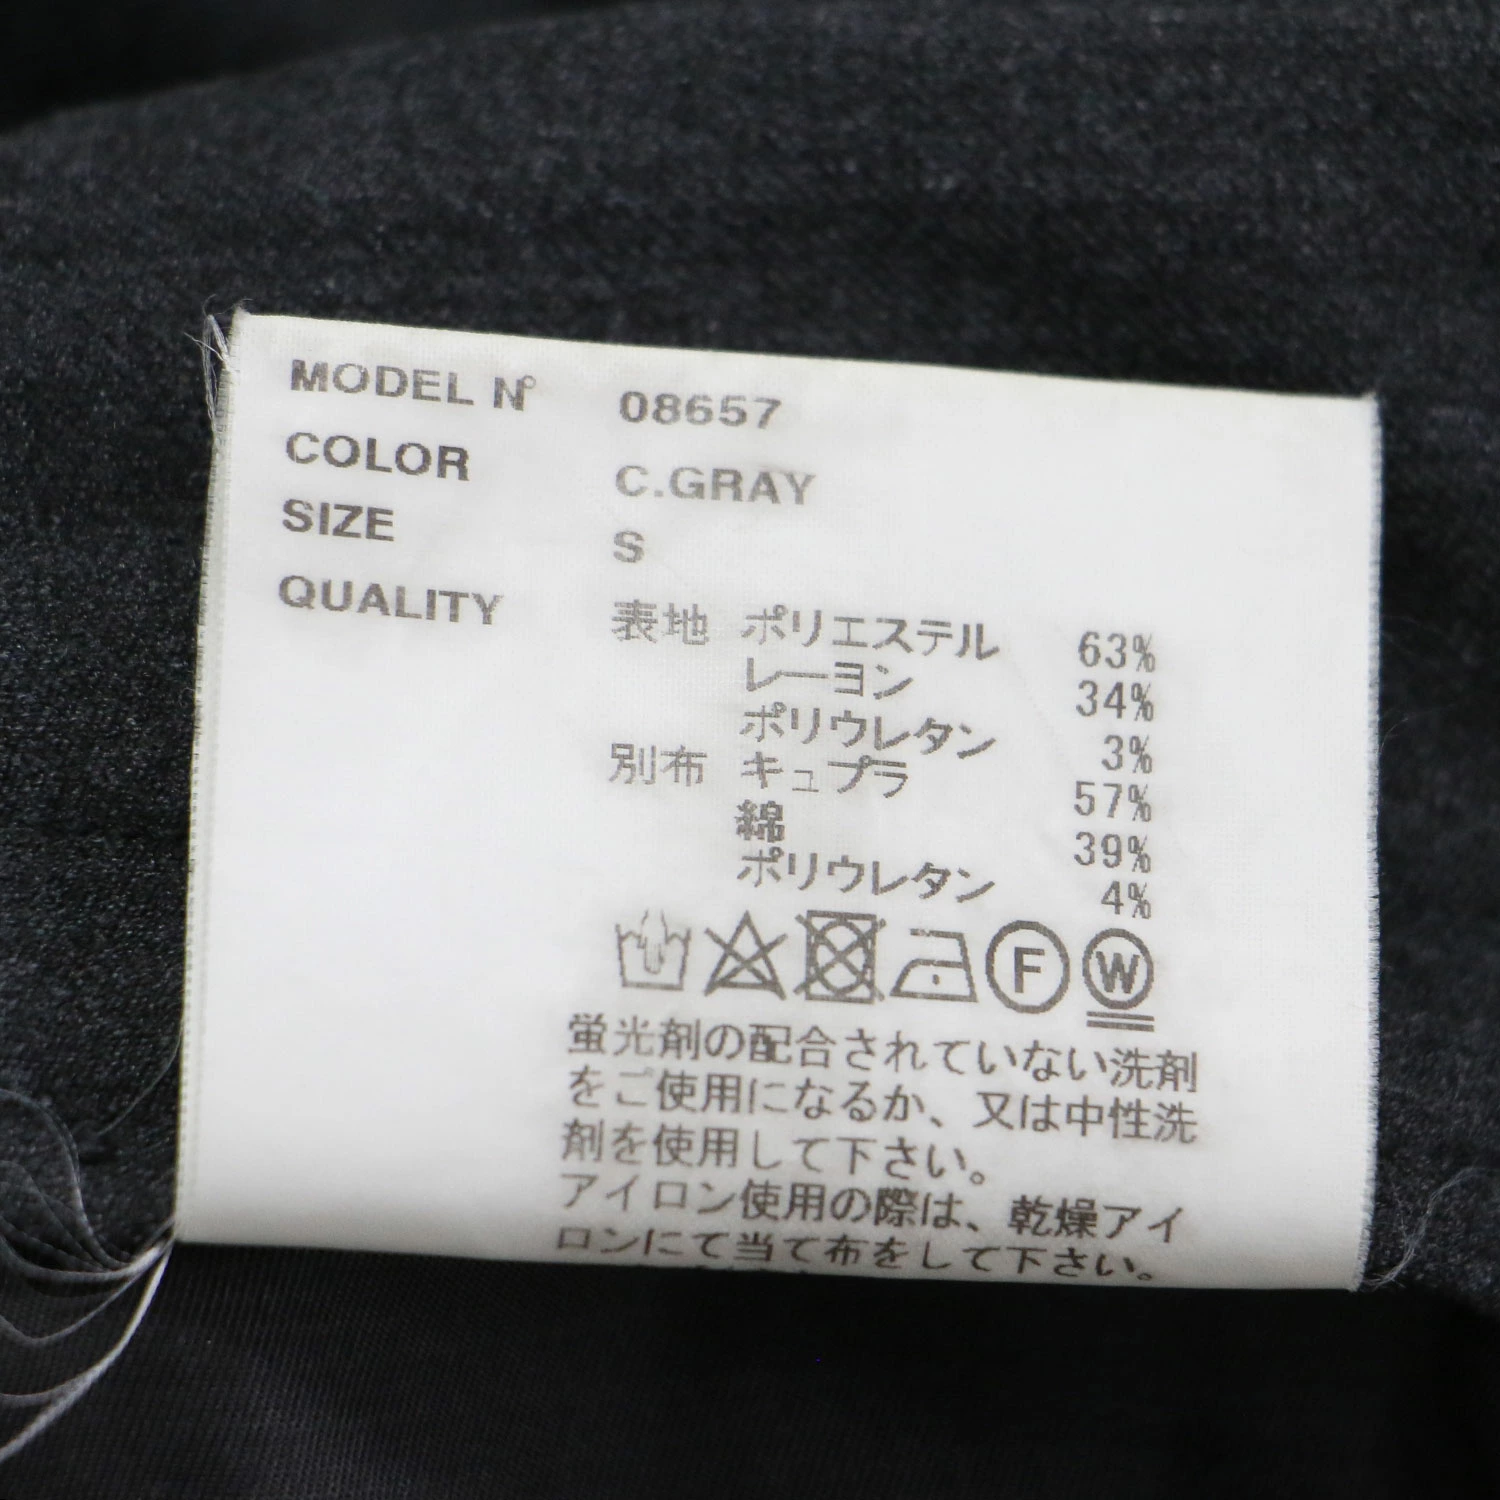 MODEL N° 08657
COLOR C.GRAY
SIZE S
QUALITY 表地 ポリエステル 63%
レーヨン 34%
ポリウレタン 3%
別布 キュプラ 57%
綿 39%
ポリウレタン 4%
F W
蛍光剤の配合されていない洗剤
をご使用になるか、又は中性洗
剤を使用して下さい。
アイロン使用の際は、乾燥アイ
ロンにて当て布をして下さい。